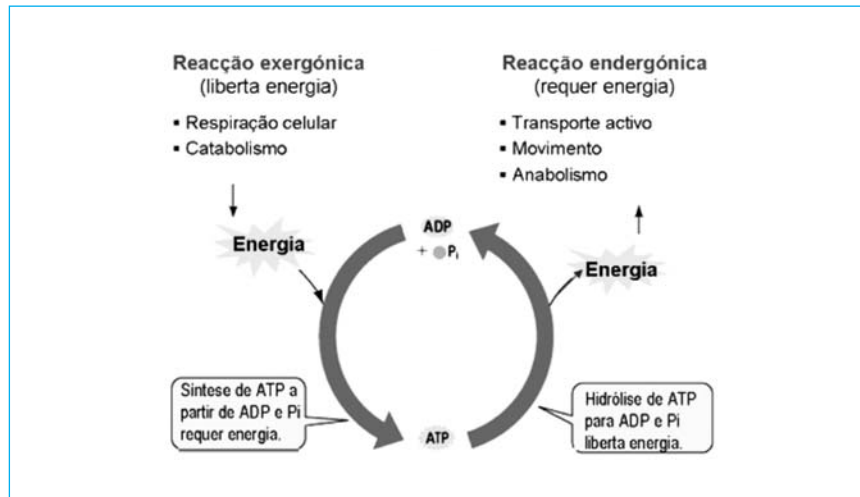 Reacção exergónica
(liberta energia)
▪ Respiração celular
▪ Catabolismo
Energia
Reacção endergónica
(requer energia)
▪ Transporte activo
▪ Movimento
▪ Anabolismo
Energia
ADP
+ Pi
Síntese de ATP a
partir de ADP e Pi
requer energia.
ATP
Hidrólise de ATP
para ADP e Pi
liberta energia.